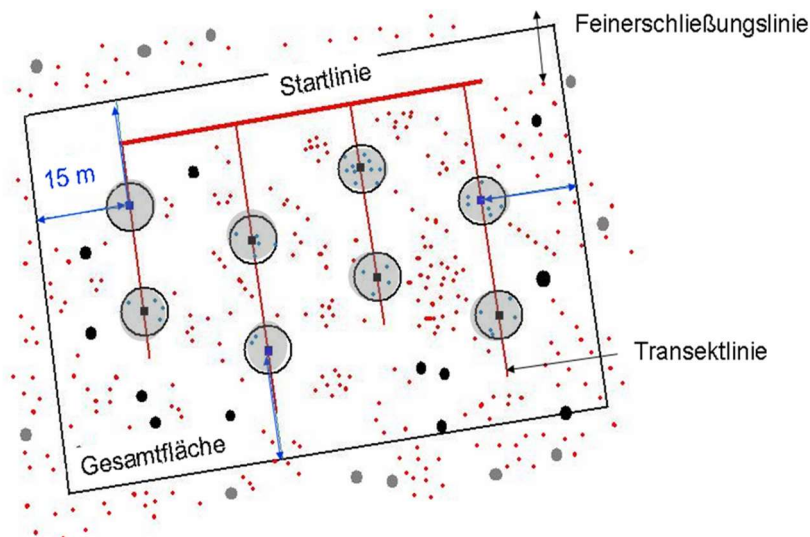 Feinerschließungslinie
Startlinie
15 m
Transektlinie
Gesamtfläche